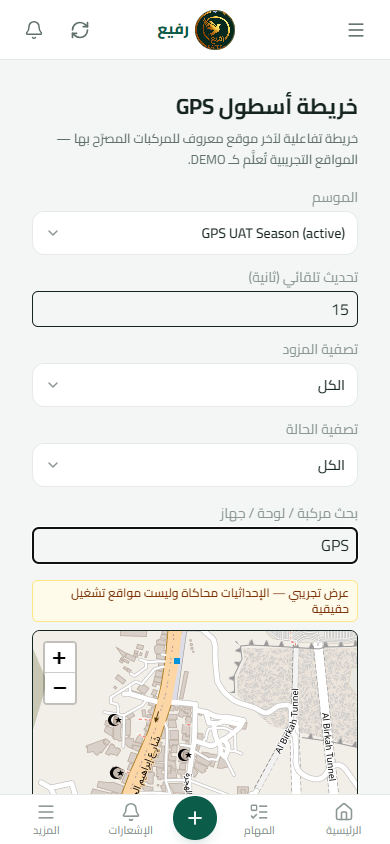 رفيع
خريطة أسطول GPS
خريطة تفاعلية لآخر موقع معروف للمركبات المصرّح بها —
المواقع التجريبية تُعلَّم كـ DEMO.
الموسم
GPS UAT Season (active)
تحديث تلقائي (ثانية)
15
تصفية المزود
الكل
تصفية الحالة
الكل
بحث مركبة / لوحة / جهاز
GPS
عرض تجريبي — الإحداثيات محاكاة وليست مواقع تشغيل
حقيقية
+
−
Al Birkah Tunnel
Al Birkah Tunnel
شارع إبراهيم
الرئيسية
المهام
+
الإشعارات
المزيد